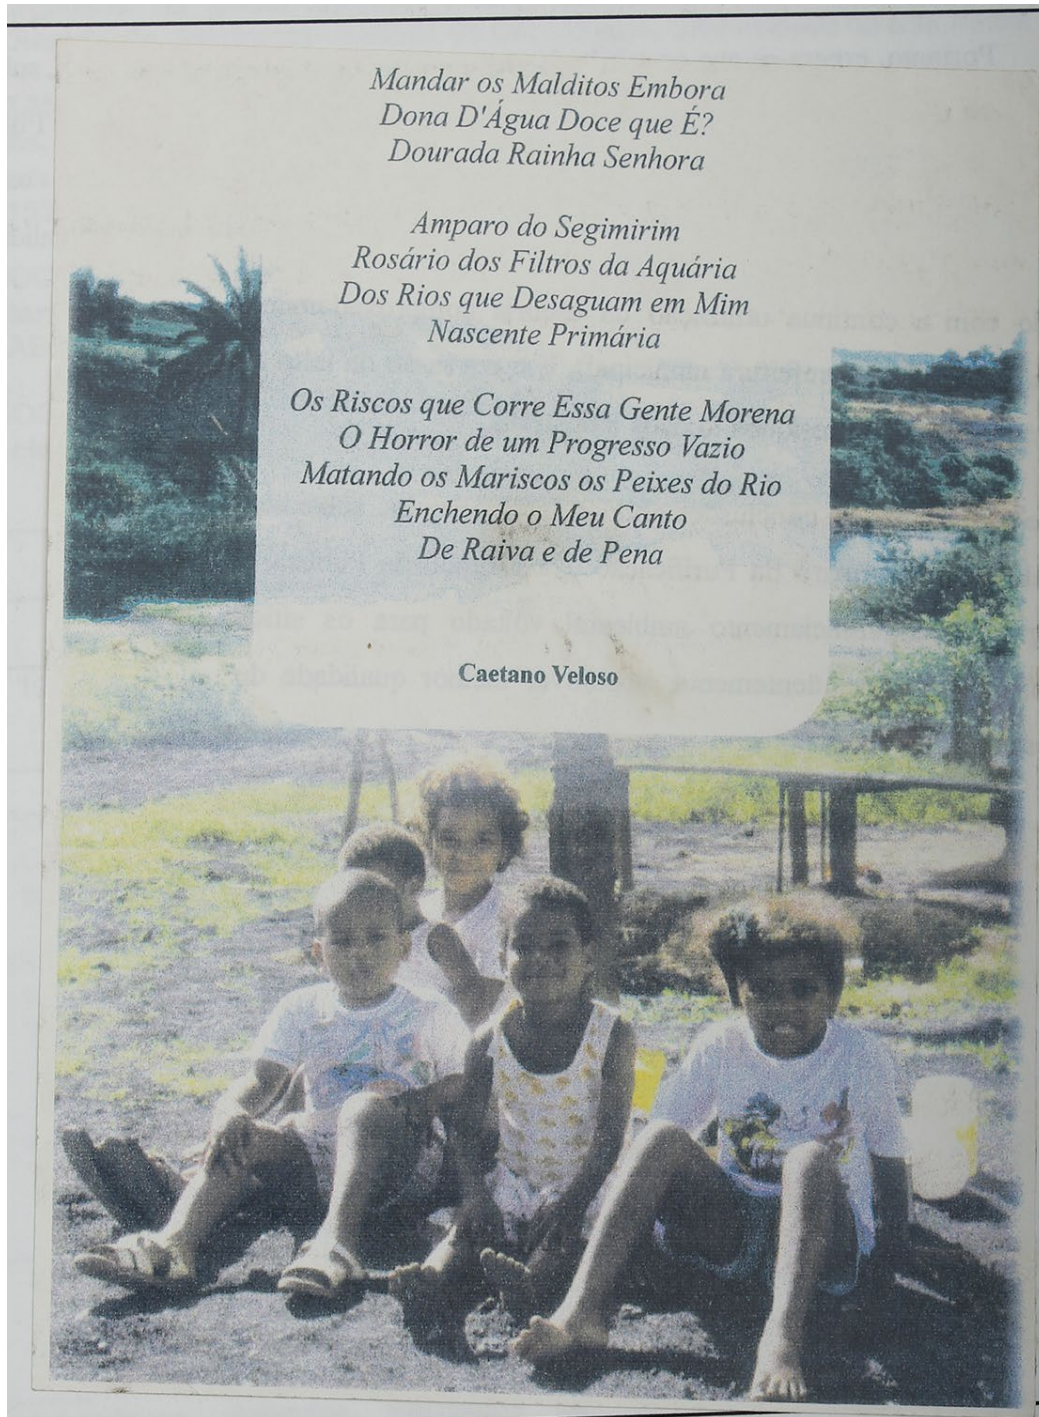 Mandar os Malditos Embora
Dona D'Água Doce que É?
Dourada Rainha Senhora
Amparo do Segimirim
Rosário dos Filtros da Aquária
Dos Rios que Desaguam em Mim
Nascente Primária
Os Riscos que Corre Essa Gente Morena
O Horror de um Progresso Vazio
Matando os Mariscos os Peixes do Rio
Enchendo o Meu Canto
De Raiva e de Pena
Caetano Veloso